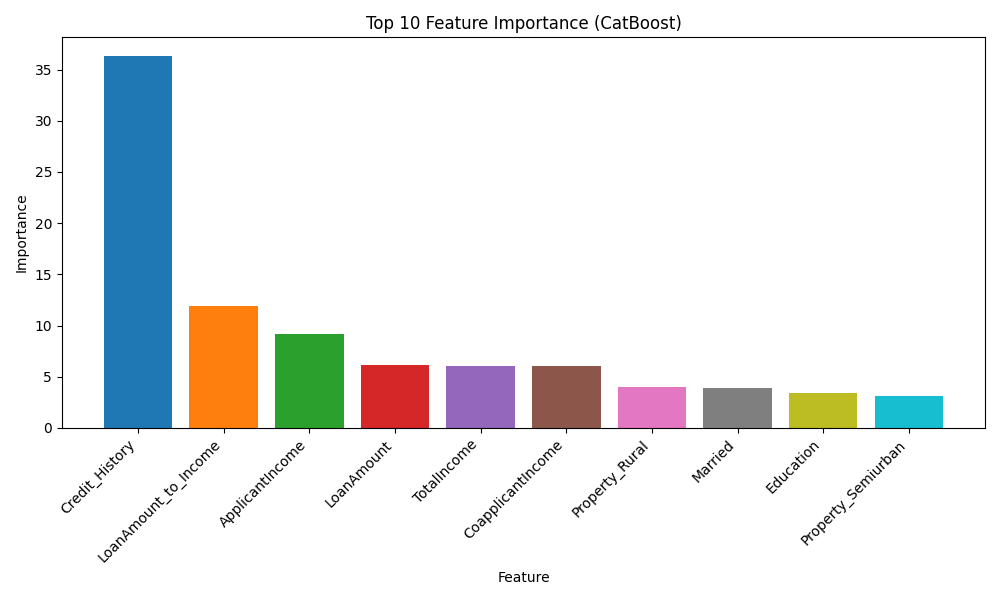 Top 10 Feature Importance (CatBoost)
Importance
35
30
25
20
15
10
5
0
Credit_History
LoanAmount_to_Income
ApplicantIncome
LoanAmount
TotalIncome
CoapplicantIncome
Property_Rural
Married
Education
Property_Semiurban
Feature